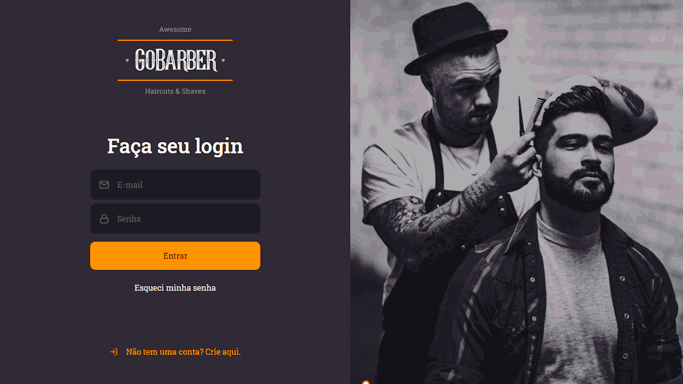 Awesome
GOBARBER
Haircuts & Shaves
Faça seu login
E-mail
Senha
Entrar
Esqueci minha senha
Não tem uma conta? Crie aqui.